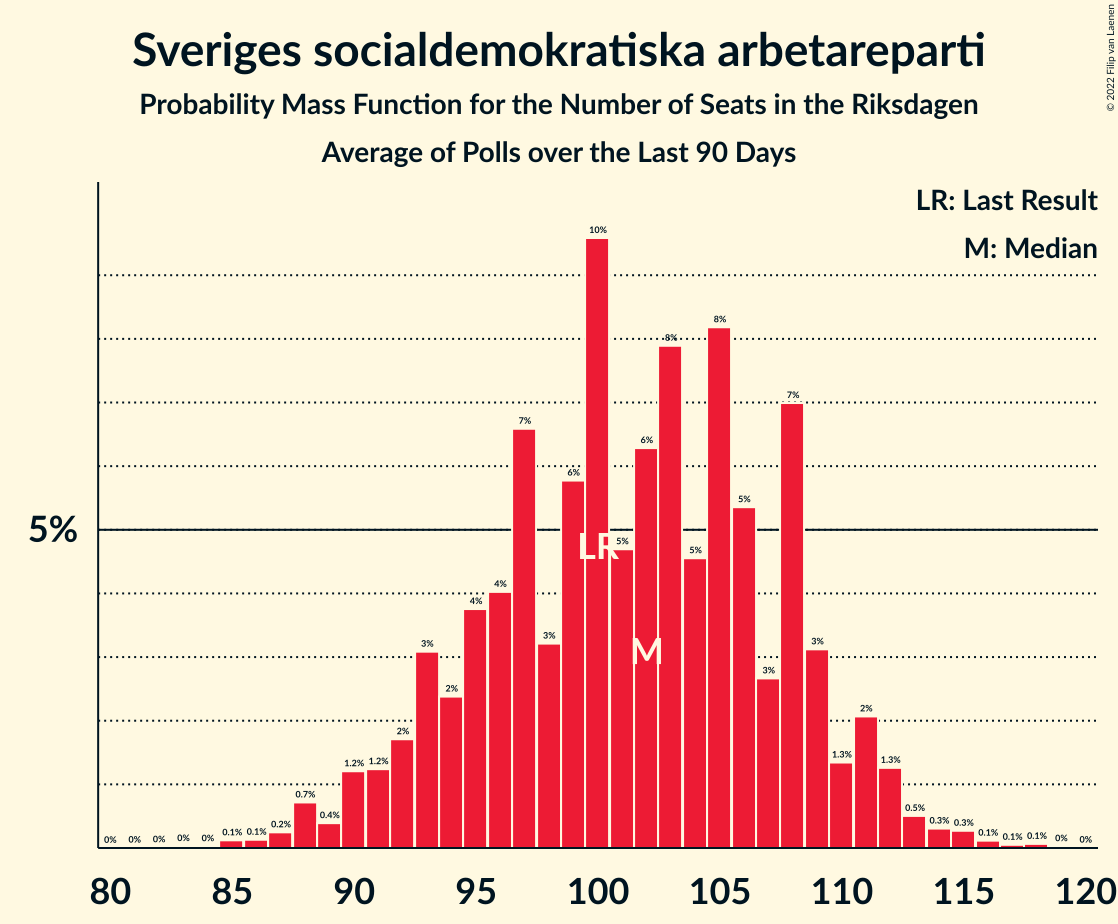 Sveriges socialdemokratiska arbetareparti
Probability Mass Function for the Number of Seats in the Riksdagen
Average of Polls over the Last 90 Days
© 2022 Filip van Laenen
LR: Last Result
M: Median
5%
0% 0% 0% 0% 0% 0.1% 0.1% 0.2% 0.7% 0.4% 1.2% 1.2% 2% 3% 2% 4% 4% 7% 3% 6% 10% 5% 6% 8% 5% 8% 5% 3% 7% 3% 1.3% 2% 1.3% 0.5% 0.3% 0.3% 0.1% 0.1% 0.1% 0% 0%
LR
M
80 85 90 95 100 105 110 115 120